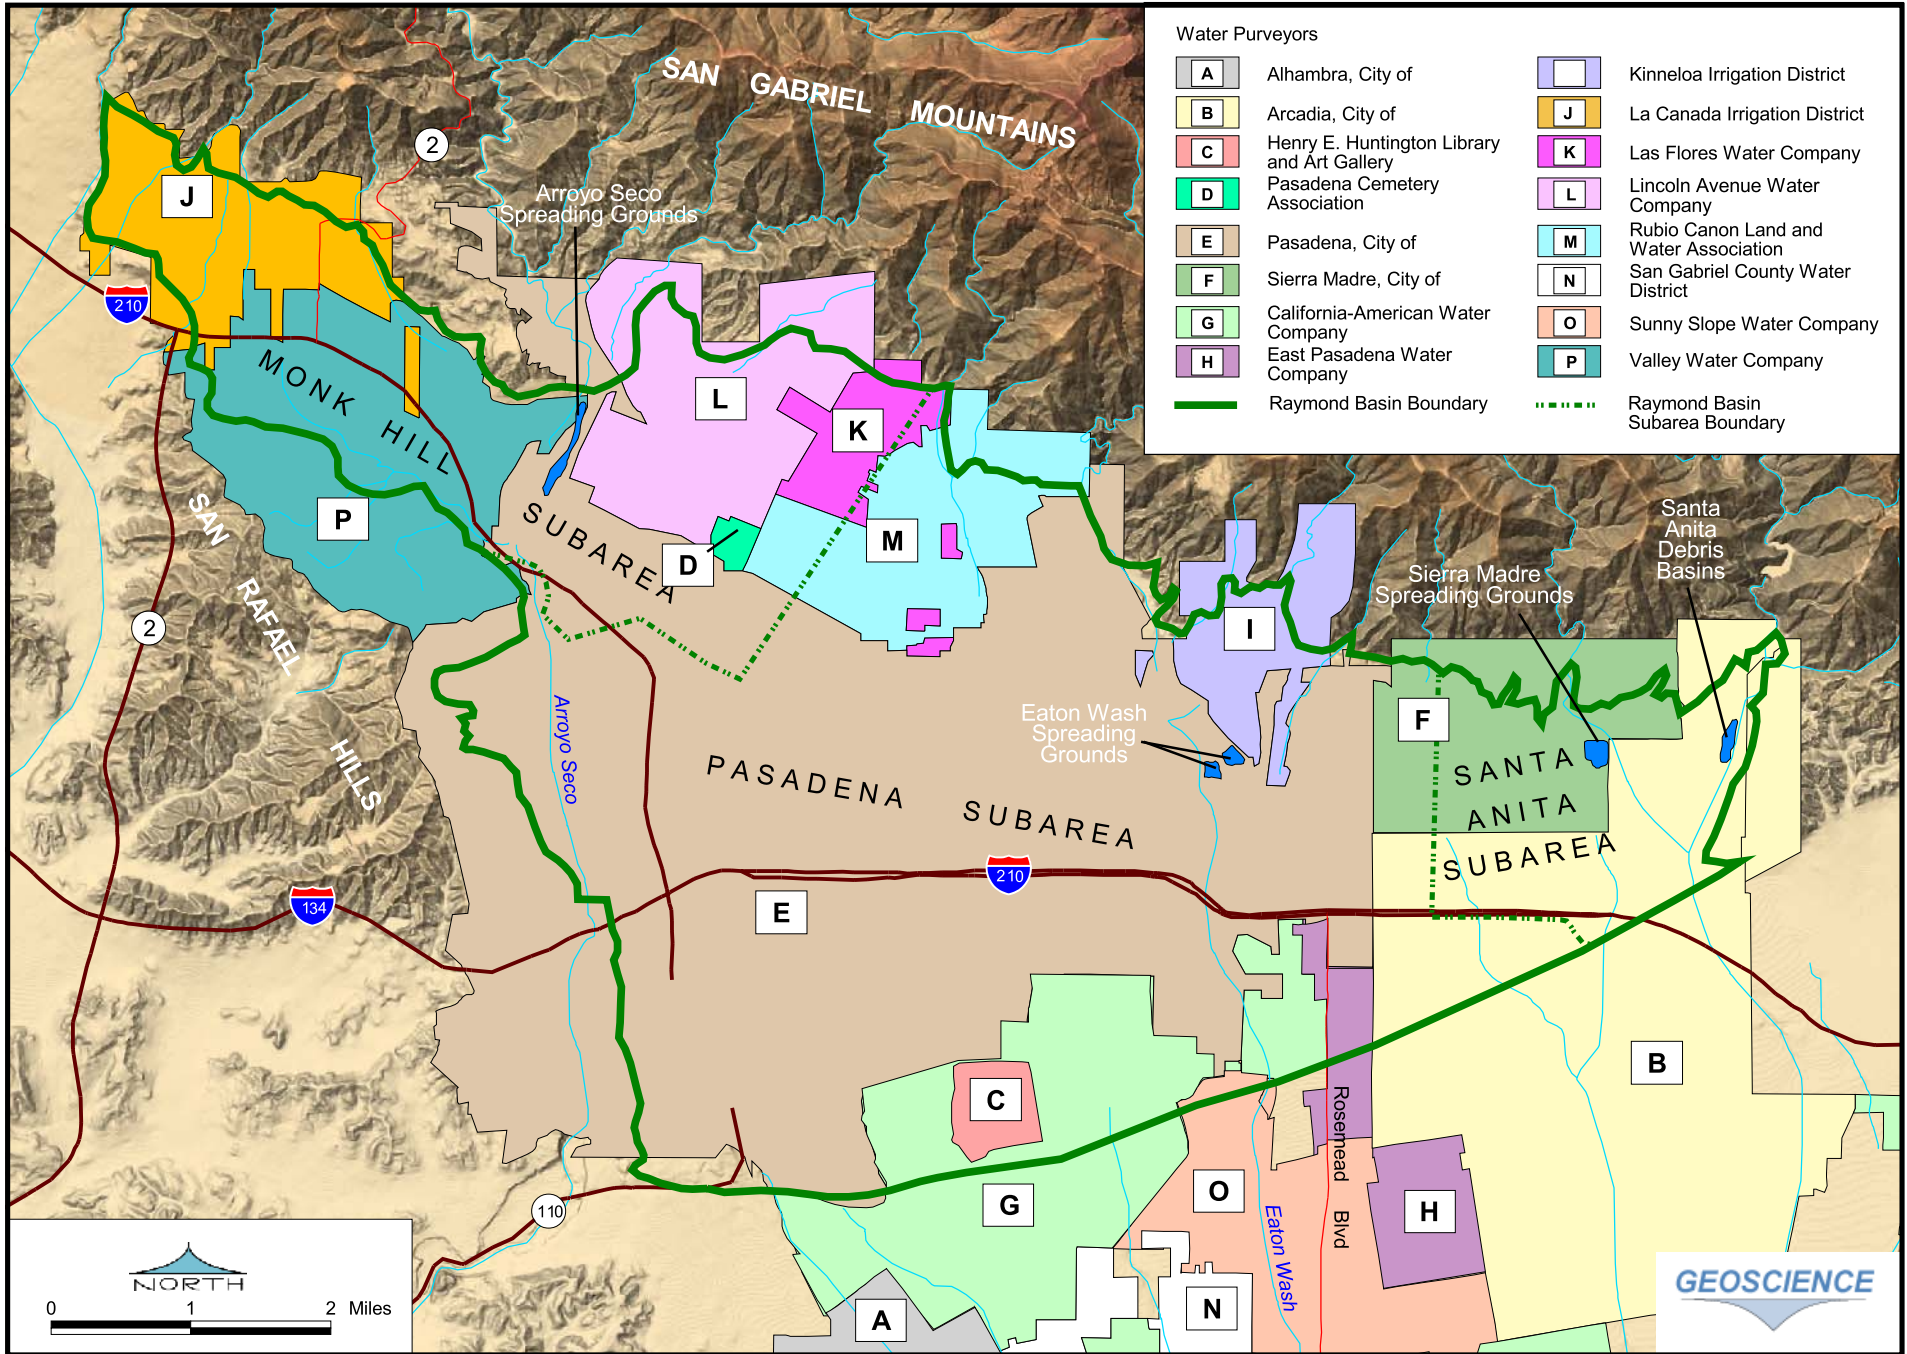 Water Purveyors
A Alhambra, City of
B Arcadia, City of
C Henry E. Huntington Library
and Art Gallery
D Pasadena Cemetery
Association
E Pasadena, City of
F Sierra Madre, City of
G California-American Water
Company
H East Pasadena Water
Company
Raymond Basin Boundary
Kinneloa Irrigation District
J La Canada Irrigation District
K Las Flores Water Company
L Lincoln Avenue Water
Company
M Rubio Canon Land and
Water Association
N San Gabriel County Water
District
O Sunny Slope Water Company
P Valley Water Company
Raymond Basin
Subarea Boundary
SAN GABRIEL MOUNTAINS
2
J
Arroyo Seco
Spreading Grounds
210
MONK HILL
SUBAREA
L
K
P
M
D
SAN RAFAEL HILLS
2
I
Santa
Anita
Debris
Basins
Sierra Madre
Spreading Grounds
F
Eaton Wash
Spreading
Grounds
Arroyo Seco
PASADENA SUBAREA
SANTA
ANITA
SUBAREA
210
134
E
B
C
Rosemead Blvd
G
O
H
110
Eaton Wash
A
N
NORTH
0 1 2 Miles
GEOSCIENCE